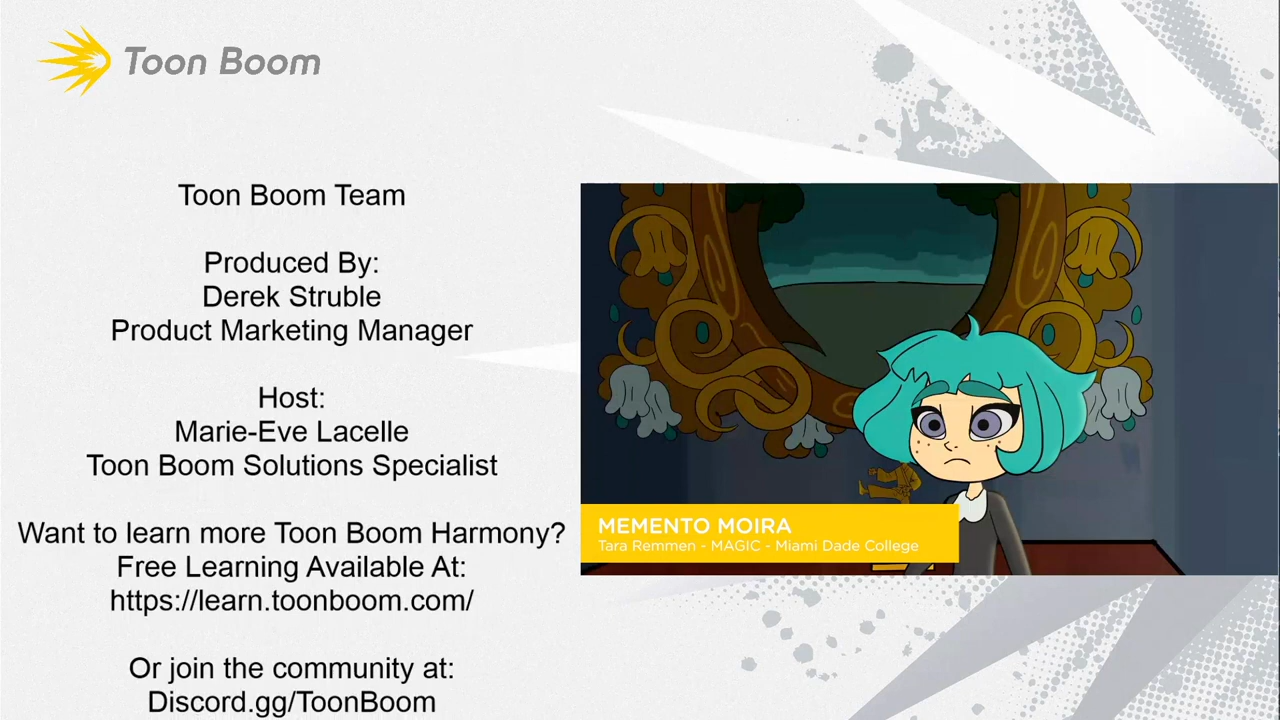 Toon Boom
Toon Boom Team
Produced By:
Derek Struble
Product Marketing Manager
Host:
Marie-Eve Lacelle
Toon Boom Solutions Specialist
Want to learn more Toon Boom Harmony?
Free Learning Available At:
https://learn.toonboom.com/
Or join the community at:
Discord.gg/ToonBoom
MEMENTO MOIRA
Tara Remmen - MAGIC - Miami Dade College